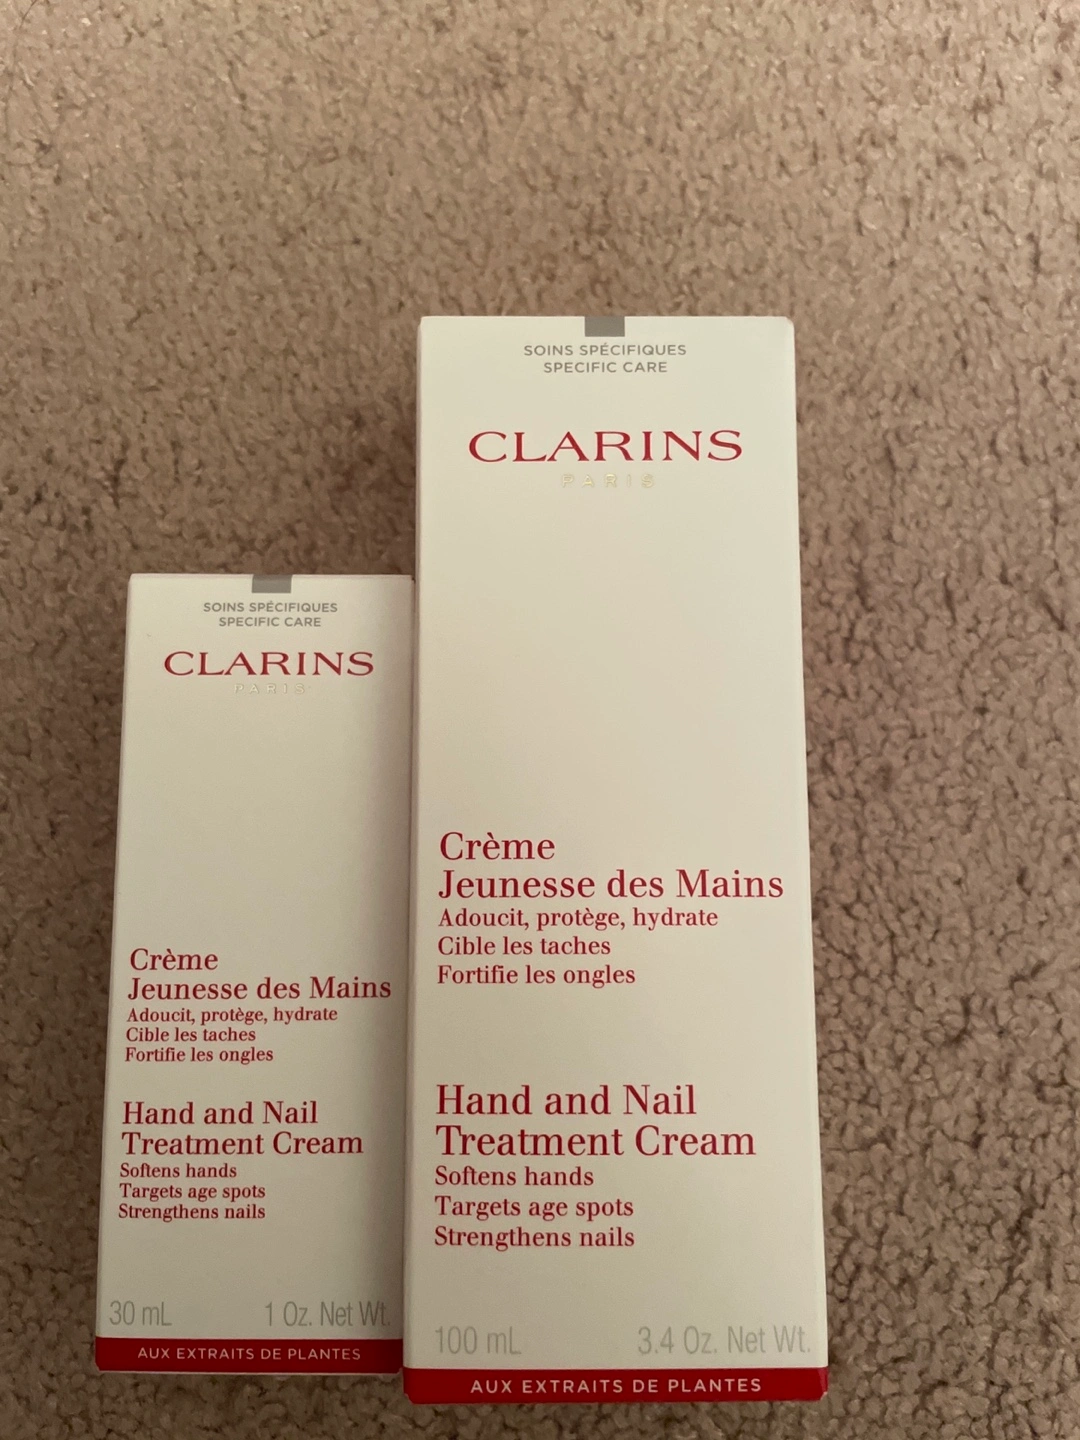 SOINS SPÉCIFIQUES
SPECIFIC CARE
CLARINS
PARIS
Crème
Jeunesse des Mains
Adoucit, protège, hydrate
Cible les taches
Fortifie les ongles
Hand and Nail
Treatment Cream
Softens hands
Targets age spots
Strengthens nails
30 mL 1 Oz. Net Wt.
AUX EXTRAITS DE PLANTES
SOINS SPÉCIFIQUES
SPECIFIC CARE
CLARINS
PARIS
Crème
Jeunesse des Mains
Adoucit, protège, hydrate
Cible les taches
Fortifie les ongles
Hand and Nail
Treatment Cream
Softens hands
Targets age spots
Strengthens nails
100 mL 3.4 Oz. Net Wt.
AUX EXTRAITS DE PLANTES